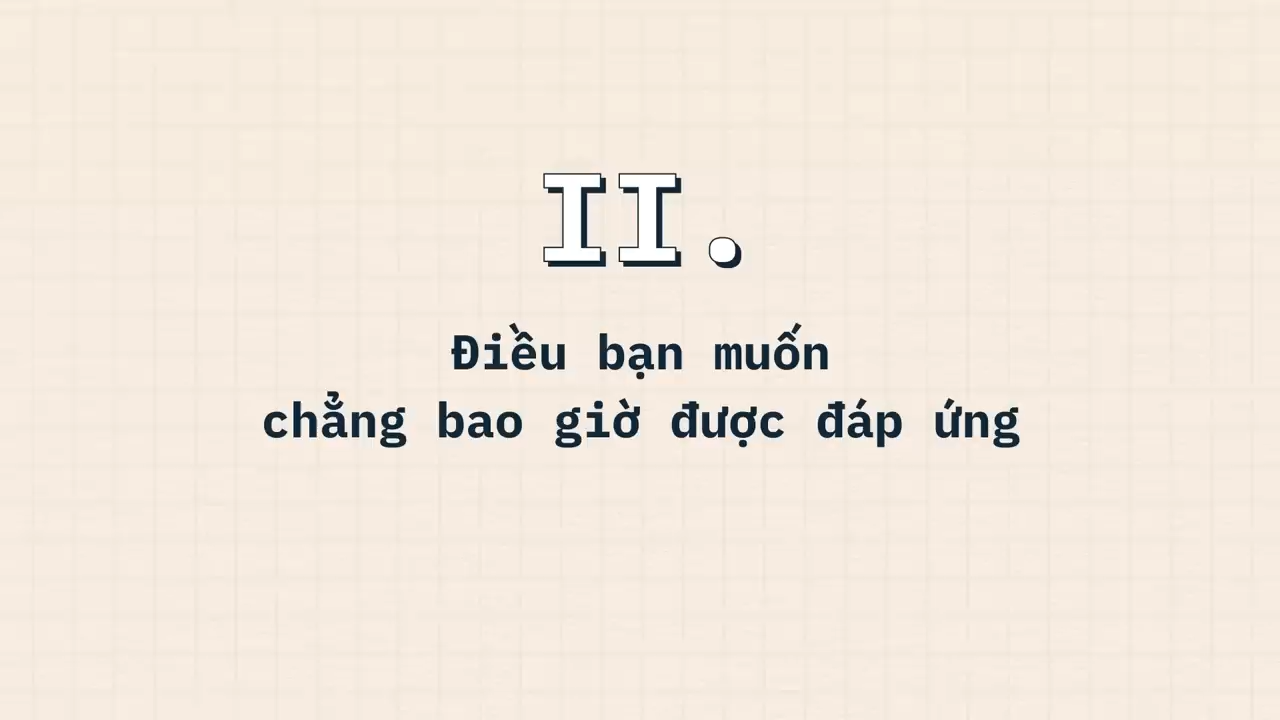 II.
Điều bạn muốn
chẳng bao giờ được đáp ứng